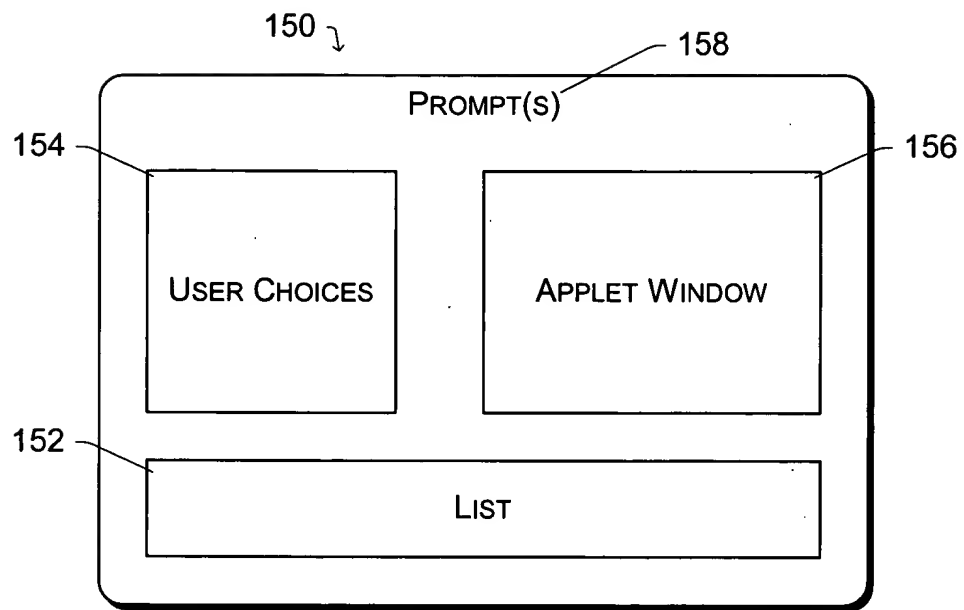 150
158
PROMPT(S)
154
156
USER CHOICES
APPLET WINDOW
152
LIST